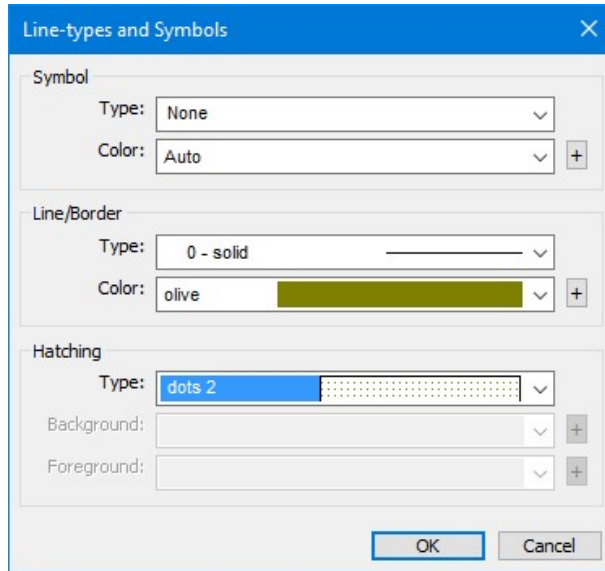 Line-types and Symbols
Symbol
Type: None
Color: Auto +
Line/Border
Type: 0 - solid
Color: olive +
Hatching
Type: dots 2
Background: +
Foreground: +
OK Cancel